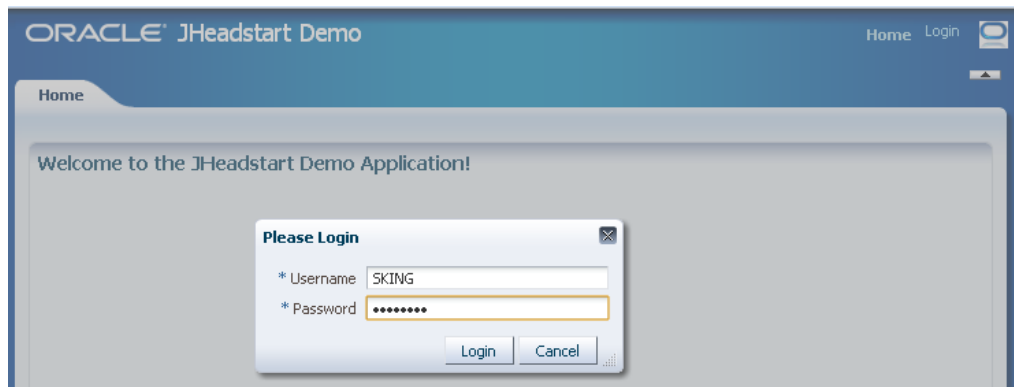 ORACLE® JHeadstart Demo
Home Login
Home
Welcome to the JHeadstart Demo Application!
Please Login
* Username SKING
* Password ••••••••
Login Cancel